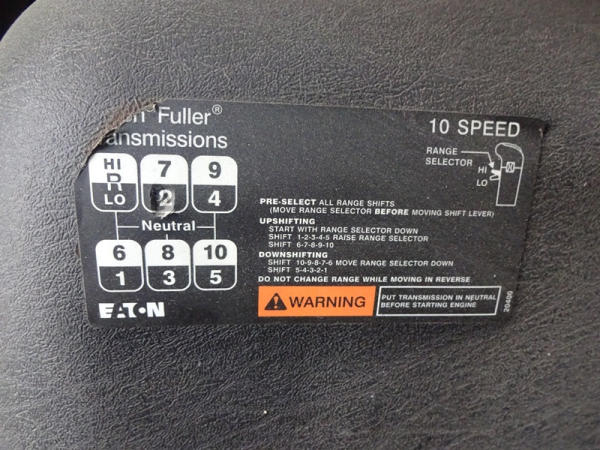 Fuller®
10 SPEED
RANGE
SELECTOR
HI
LO
N
HI 7 9
R
LO 2 4
Neutral
6 8 10
1 3 5
PRE-SELECT ALL RANGE SHIFTS
(MOVE RANGE SELECTOR BEFORE MOVING SHIFT LEVER)
UPSHIFTING
START WITH RANGE SELECTOR DOWN
SHIFT 1-2-3-4-5 RAISE RANGE SELECTOR
SHIFT 6-7-8-9-10
DOWNSHIFTING
SHIFT 10-9-8-7-6 MOVE RANGE SELECTOR DOWN
SHIFT 5-4-3-2-1
DO NOT CHANGE RANGE WHILE MOVING IN REVERSE
EATON
WARNING
PUT TRANSMISSION IN NEUTRAL
BEFORE STARTING ENGINE